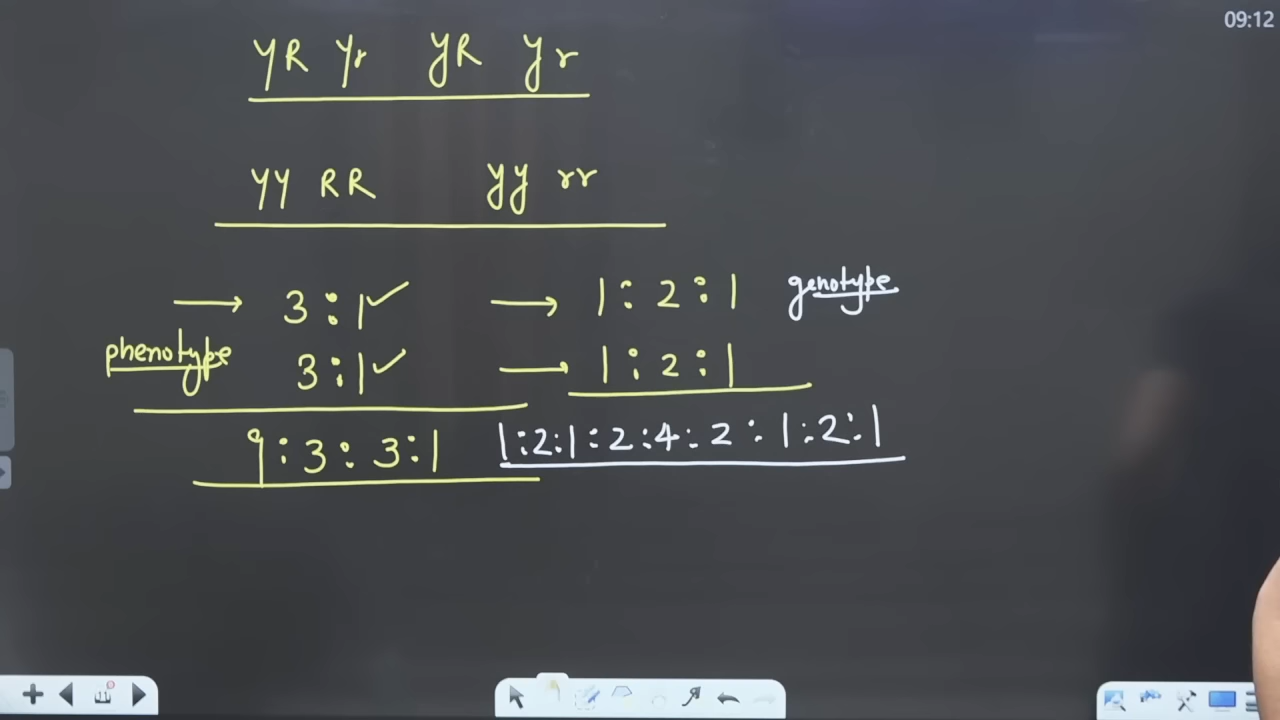 09:12
YR Yr yR yr
YY RR yy rr
→ 3:1✓ → 1:2:1 genotype
phenotype 3:1✓ → 1:2:1
9:3:3:1 1:2:1:2:4:2:1:2:1